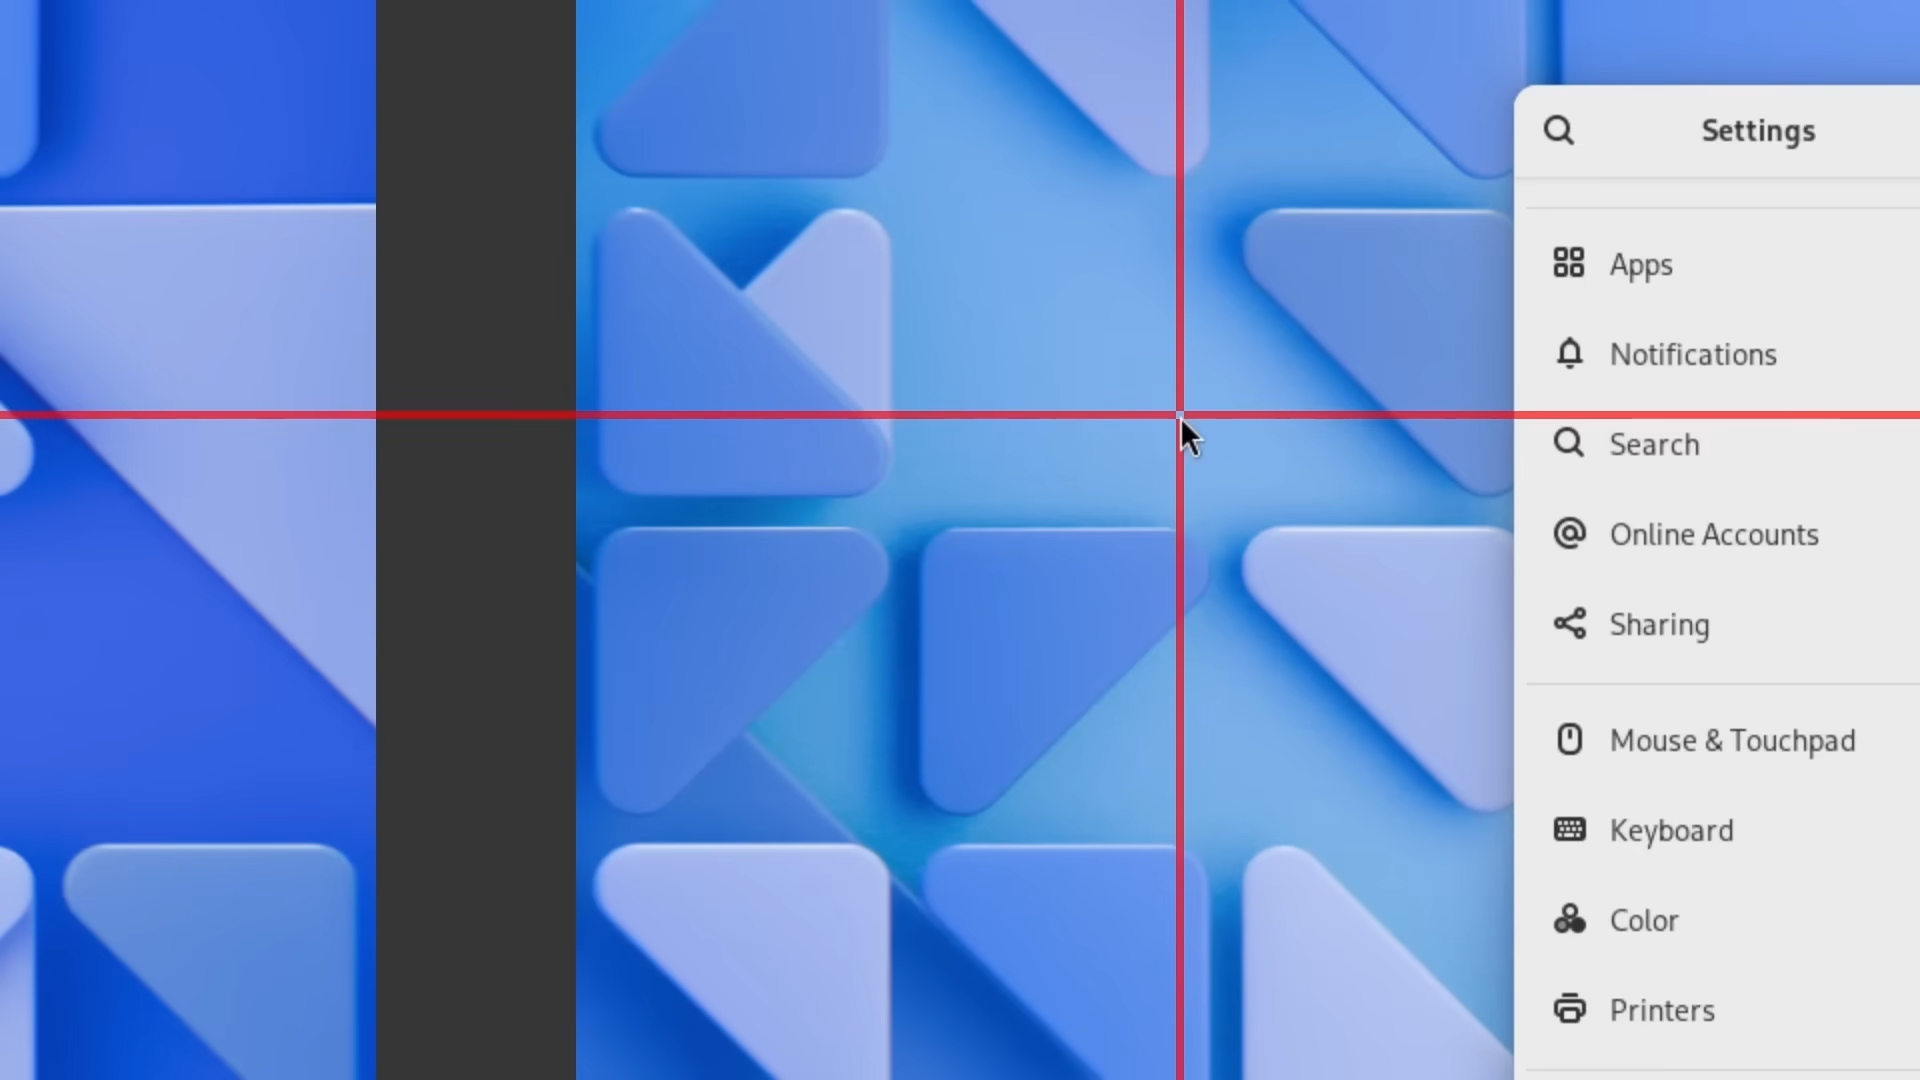 Settings
Apps
Notifications
Search
Online Accounts
Sharing
Mouse & Touchpad
Keyboard
Color
Printers